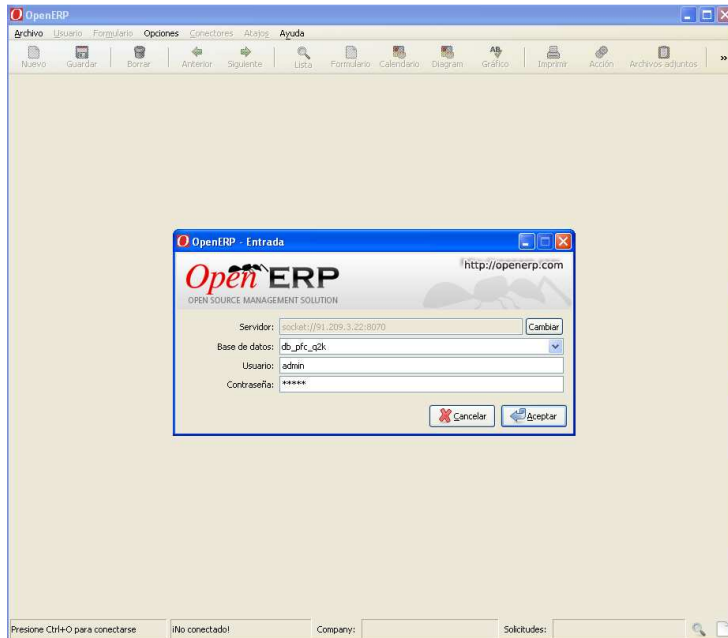 OpenERP
Archivo Usuario Formulario Opciones Conectores Atajos Ayuda
Nuevo Guardar Borrar Anterior Siguiente Lista Formulario Calendario Diagram Gráfico Imprimir Acción Archivos adjuntos »
OpenERP - Entrada
Open ERP
http://openerp.com
OPEN SOURCE MANAGEMENT SOLUTION
Servidor: socket://91.209.3.22:8070 Cambiar
Base de datos: db_pfc_q2k
Usuario: admin
Contraseña: *****
Cancelar Aceptar
Presione Ctrl+O para conectarse ¡No conectado! Company: Solicitudes: